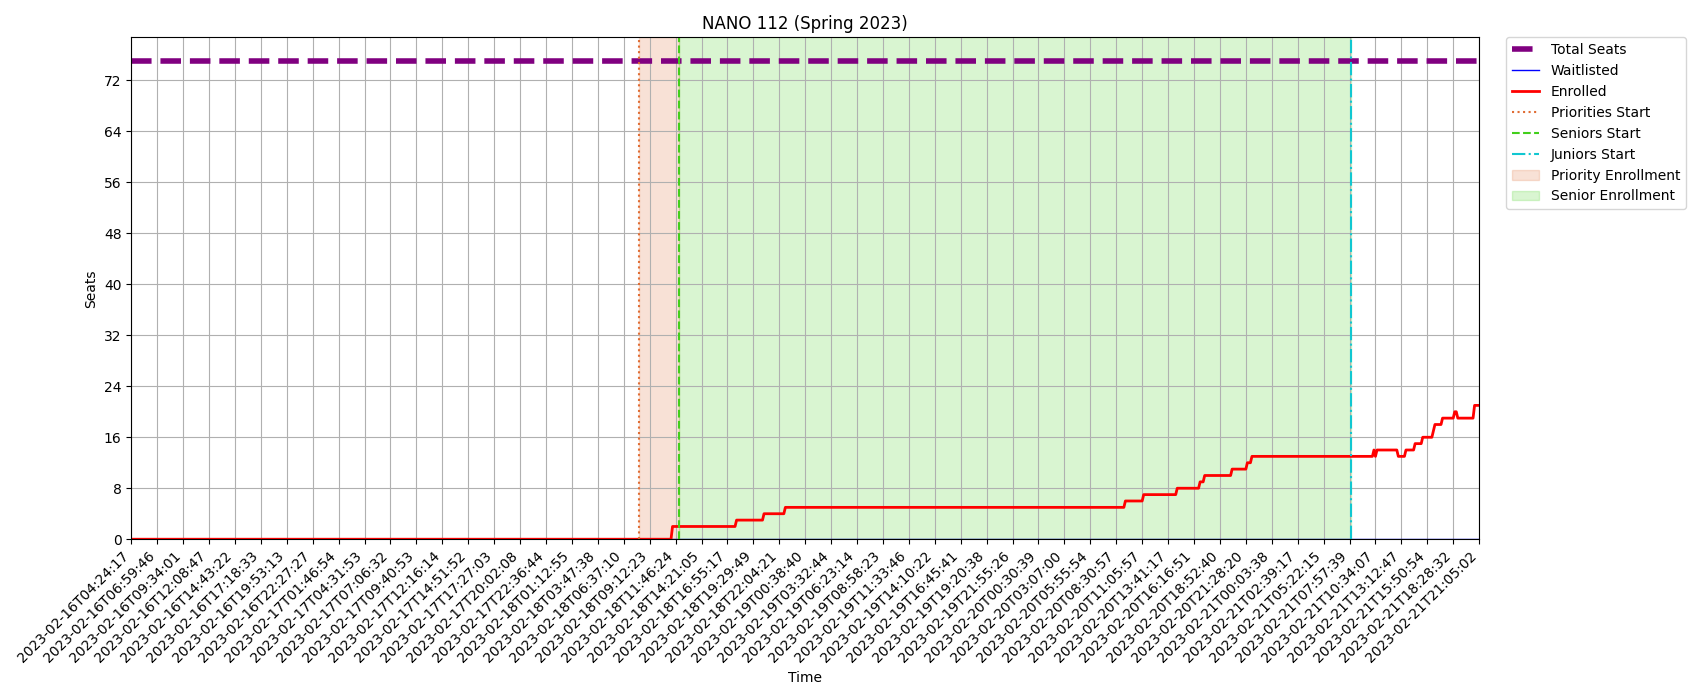 NANO 112 (Spring 2023)
Total Seats
Waitlisted
Enrolled
Priorities Start
Seniors Start
Juniors Start
Priority Enrollment
Senior Enrollment
Seats
72
64
56
48
40
32
24
16
8
0
2023-02-16T04:24:17
2023-02-16T06:59:46
2023-02-16T09:34:01
2023-02-16T12:08:47
2023-02-16T14:43:22
2023-02-16T17:18:33
2023-02-16T19:53:13
2023-02-16T22:27:27
2023-02-17T01:46:54
2023-02-17T04:31:53
2023-02-17T07:06:32
2023-02-17T09:40:53
2023-02-17T12:16:14
2023-02-17T14:51:52
2023-02-17T17:27:03
2023-02-17T20:02:08
2023-02-17T22:36:44
2023-02-18T01:12:55
2023-02-18T03:47:38
2023-02-18T06:37:10
2023-02-18T09:12:23
2023-02-18T11:46:24
2023-02-18T14:21:05
2023-02-18T16:55:17
2023-02-18T19:29:49
2023-02-18T22:04:21
2023-02-19T00:38:40
2023-02-19T03:32:44
2023-02-19T06:23:14
2023-02-19T08:58:23
2023-02-19T11:33:46
2023-02-19T14:10:22
2023-02-19T16:45:41
2023-02-19T19:20:38
2023-02-19T21:55:26
2023-02-20T00:30:39
2023-02-20T03:07:00
2023-02-20T05:55:54
2023-02-20T08:30:57
2023-02-20T11:05:57
2023-02-20T13:41:17
2023-02-20T16:16:51
2023-02-20T18:52:40
2023-02-20T21:28:20
2023-02-21T00:03:38
2023-02-21T02:39:17
2023-02-21T05:22:15
2023-02-21T07:57:39
2023-02-21T10:34:07
2023-02-21T13:12:47
2023-02-21T15:50:54
2023-02-21T18:28:32
2023-02-21T21:05:02
Time